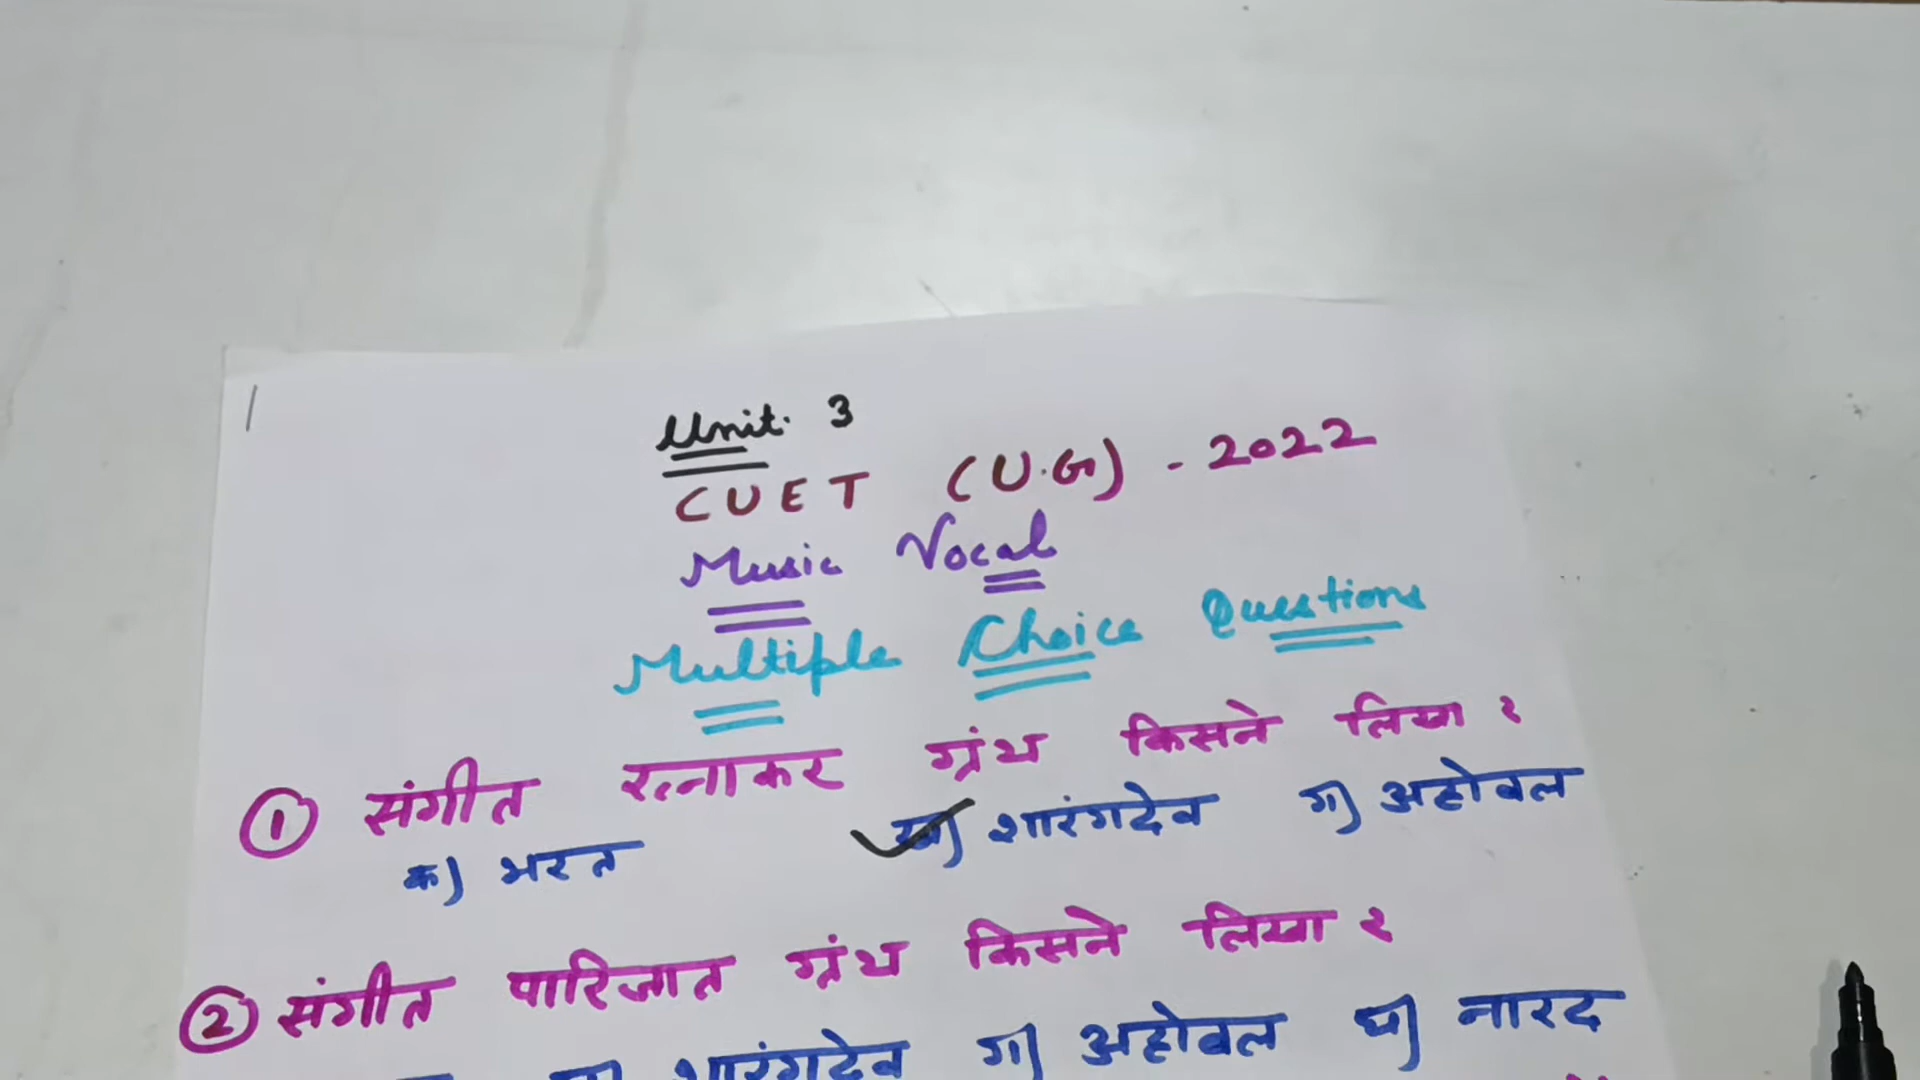 Unit. 3
CUET (U.G) - 2022
Music Vocal
Multiple Choice Questions
① संगीत रत्नाकर ग्रंथ किसने लिखा ?
क) भरत ख) शारंगदेव ग) अहोबल
② संगीत पारिजात ग्रंथ किसने लिखा ?
शारंगदेव ग) अहोबल घ) नारद